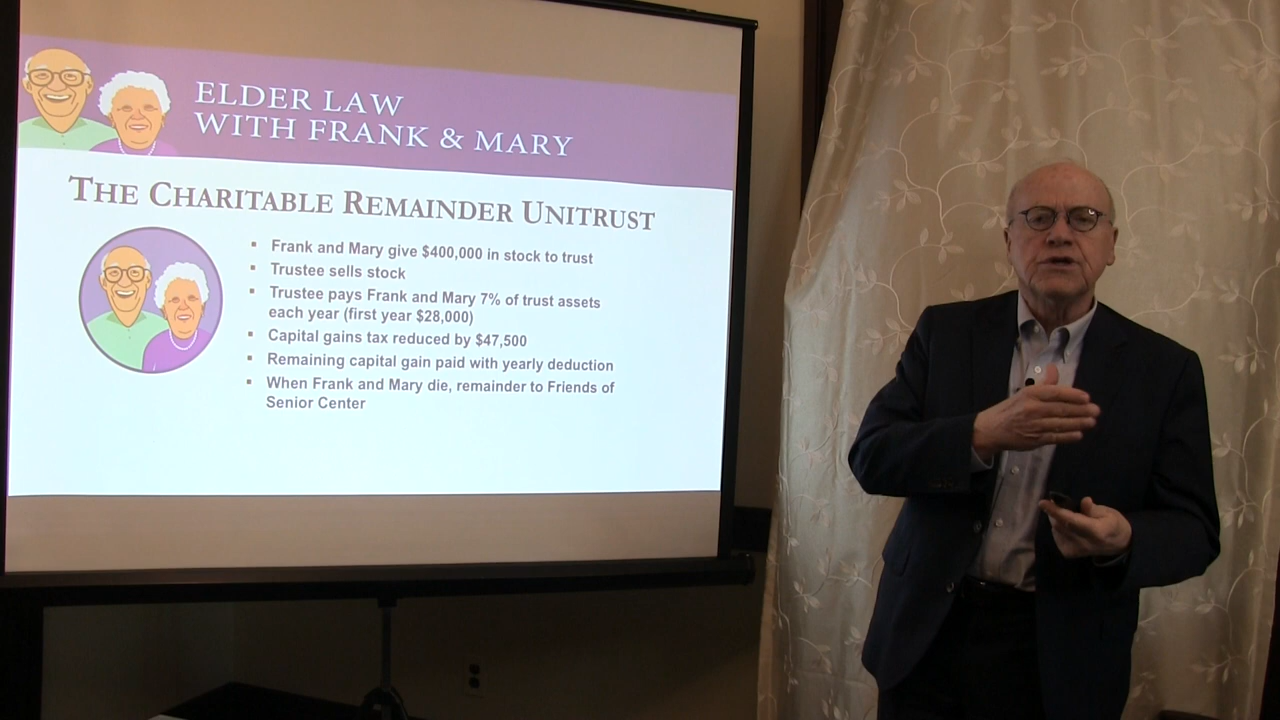 ELDER LAW
WITH FRANK & MARY
THE CHARITABLE REMAINDER UNITRUST
▪ Frank and Mary give $400,000 in stock to trust
▪ Trustee sells stock
▪ Trustee pays Frank and Mary 7% of trust assets
each year (first year $28,000)
▪ Capital gains tax reduced by $47,500
▪ Remaining capital gain paid with yearly deduction
▪ When Frank and Mary die, remainder to Friends of
Senior Center